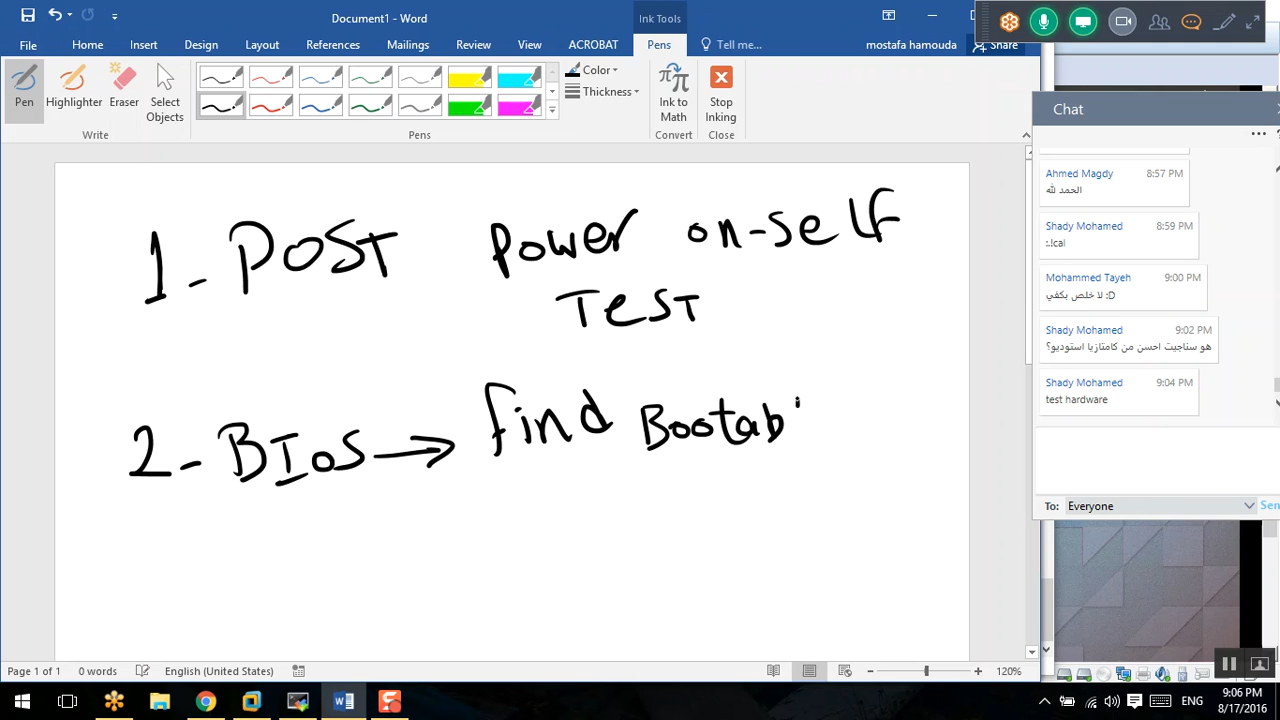 Document1 - Word
Ink Tools
File
Home
Insert
Design
Layout
References
Mailings
Review
View
ACROBAT
Pens
Tell me...
mostafa hamouda
Share
Pen
Highlighter
Eraser
Select Objects
Color
Thickness
Ink to Math
Stop Inking
Write
Pens
Convert
Close
1- POST Power on-self
TEST
2- BIOS → find Bootab
Chat
Ahmed Magdy 8:57 PM
الحمد لله
Shady Mohamed 8:59 PM
:.!cal
Mohammed Tayeh 9:00 PM
لا خلص بكفي :D
Shady Mohamed 9:02 PM
هو سناجيت احسن من كامتازيا استوديو؟
Shady Mohamed 9:04 PM
test hardware
To: Everyone
Sen
Page 1 of 1
0 words
English (United States)
120%
ENG
9:06 PM
8/17/2016